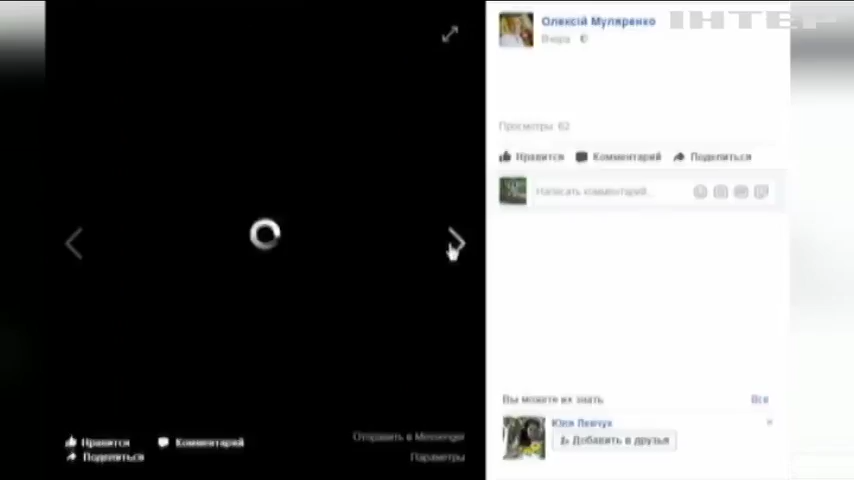 Олексій Муляренко
ІНТЕР
Вчера
Просмотры: 62
Нравится Комментарий Поделиться
Написать комментарий...
Вы можете их знать Все
Юлія Левчук
Добавить в друзья
Нравится Комментарий
Поделиться
Отправить в Messenger
Параметры